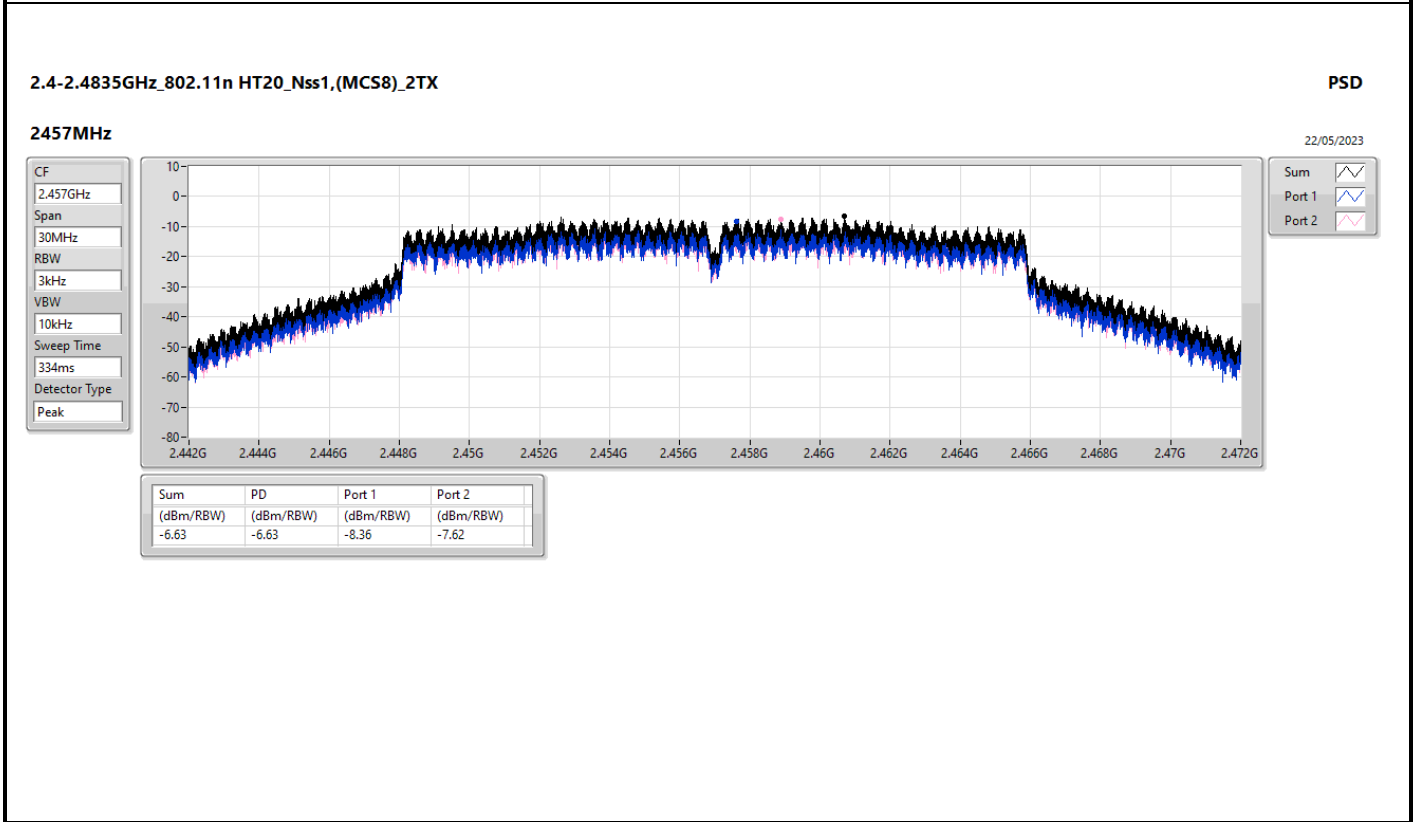 2.4-2.4835GHz_802.11n HT20_Nss1,(MCS8)_2TX PSD
2457MHz
22/05/2023
CF
2.457GHz
Span
30MHz
RBW
3kHz
VBW
10kHz
Sweep Time
334ms
Detector Type
Peak
10-
0-
-10-
-20-
-30-
-40-
-50-
-60-
-70-
-80-
2.442G 2.444G 2.446G 2.448G 2.45G 2.452G 2.454G 2.456G 2.458G 2.46G 2.462G 2.464G 2.466G 2.468G 2.47G 2.472G
Sum
Port 1
Port 2
Sum PD Port 1 Port 2
(dBm/RBW) (dBm/RBW) (dBm/RBW) (dBm/RBW)
-6.63 -6.63 -8.36 -7.62